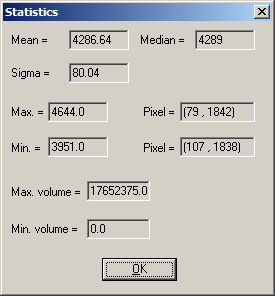 Statistics
Mean = 4286.64 Median = 4289
Sigma = 80.04
Max. = 4644.0 Pixel = (79 , 1842)
Min. = 3951.0 Pixel = (107 , 1838)
Max. volume = 17652375.0
Min. volume = 0.0
OK